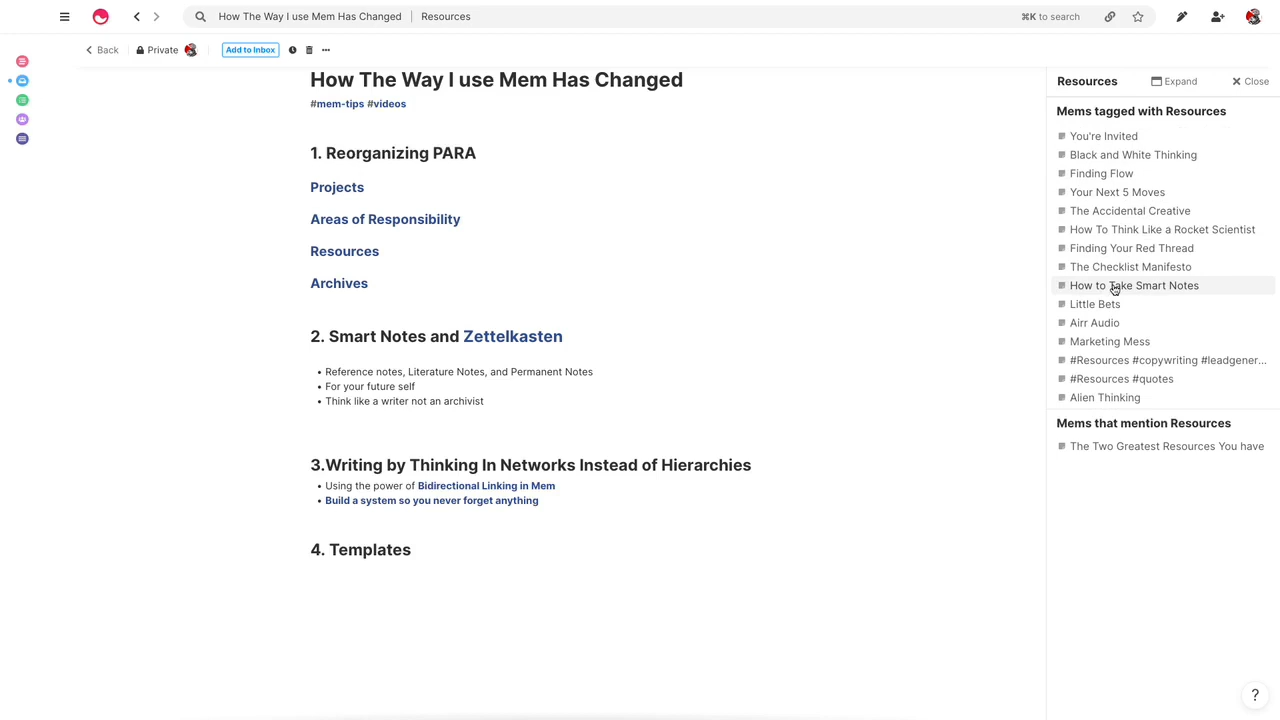 How The Way I use Mem Has Changed | Resources
⌘K to search
Back
Private
Add to Inbox
How The Way I use Mem Has Changed
#mem-tips #videos
1. Reorganizing PARA
Projects
Areas of Responsibility
Resources
Archives
2. Smart Notes and Zettelkasten
• Reference notes, Literature Notes, and Permanent Notes
• For your future self
• Think like a writer not an archivist
3.Writing by Thinking In Networks Instead of Hierarchies
• Using the power of Bidirectional Linking in Mem
• Build a system so you never forget anything
4. Templates
Resources
Expand
Close
Mems tagged with Resources
You're Invited
Black and White Thinking
Finding Flow
Your Next 5 Moves
The Accidental Creative
How To Think Like a Rocket Scientist
Finding Your Red Thread
The Checklist Manifesto
How to Take Smart Notes
Little Bets
Airr Audio
Marketing Mess
#Resources #copywriting #leadgener...
#Resources #quotes
Alien Thinking
Mems that mention Resources
The Two Greatest Resources You have
?